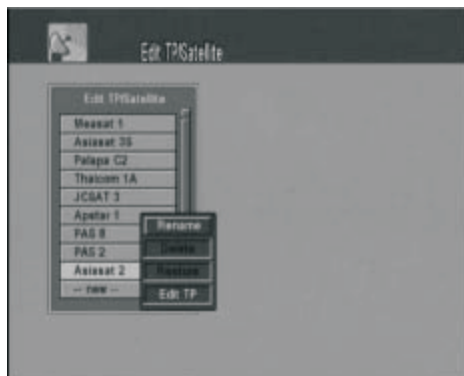 Edit TP/Satellite
Edit TP/Satellite
Measat 1
Asiasat 3S
Palapa C2
Thaicom 1A
JCSAT 3
Apstar 1
PAS 8
PAS 2
Asiasat 2
-- new --
Rename
Delete
Restore
Edit TP